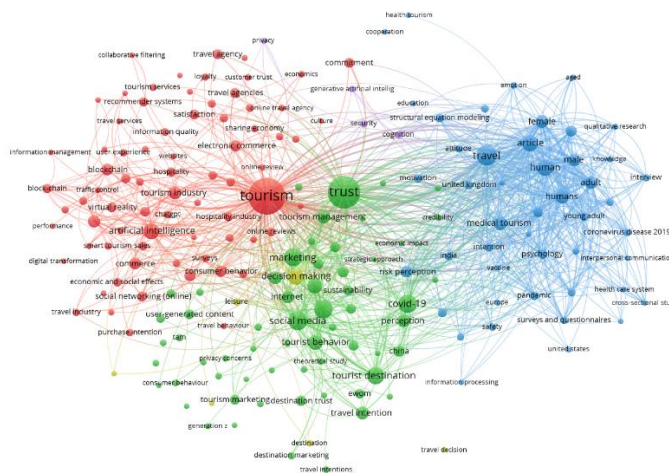 health tourism
cooperation
privacy
collaborative filtering
travel agency
commitment
economics
tourism services
loyalty
customer trust
generative artificial intellig
emotion
aged
recommender systems
travel agencies
online travel agency
education
female
travel services
satisfaction
culture
security
structural equation modeling
qualitative research
information quality
sharing economy
cognition
attitude
article
user experience
electronic commerce
travel
male
knowledge
information management
websites
human
interview
blockchain
hospitality
online review
motivation
adult
block chain
traffic control
tourism industry
tourism
trust
united kingdom
humans
virtual reality
chatgpt
hospitality industry
tourism management
credibility
medical tourism
young adult
performance
artificial intelligence
online reviews
coronavirus disease 2019
smart tourism
sales
economic impact
intention
psychology
interpersonal communication
digital transformation
surveys
marketing
strategic approach
india
commerce
consumer behavior
decision making
risk perception
vaccine
health care system
economic and social effects
sustainability
social networking (online)
leisure
internet
covid-19
europe
pandemic
cross-sectional stu
travel industry
user-generated content
social media
perception
safety
surveys and questionnaires
purchase intention
travel behaviour
tam
tourist behavior
china
united states
privacy concerns
theoretical study
consumer behaviour
tourist destination
information processing
tourism marketing
destination trust
ewom
generation z
travel intention
destination
destination marketing
travel decision
travel intentions